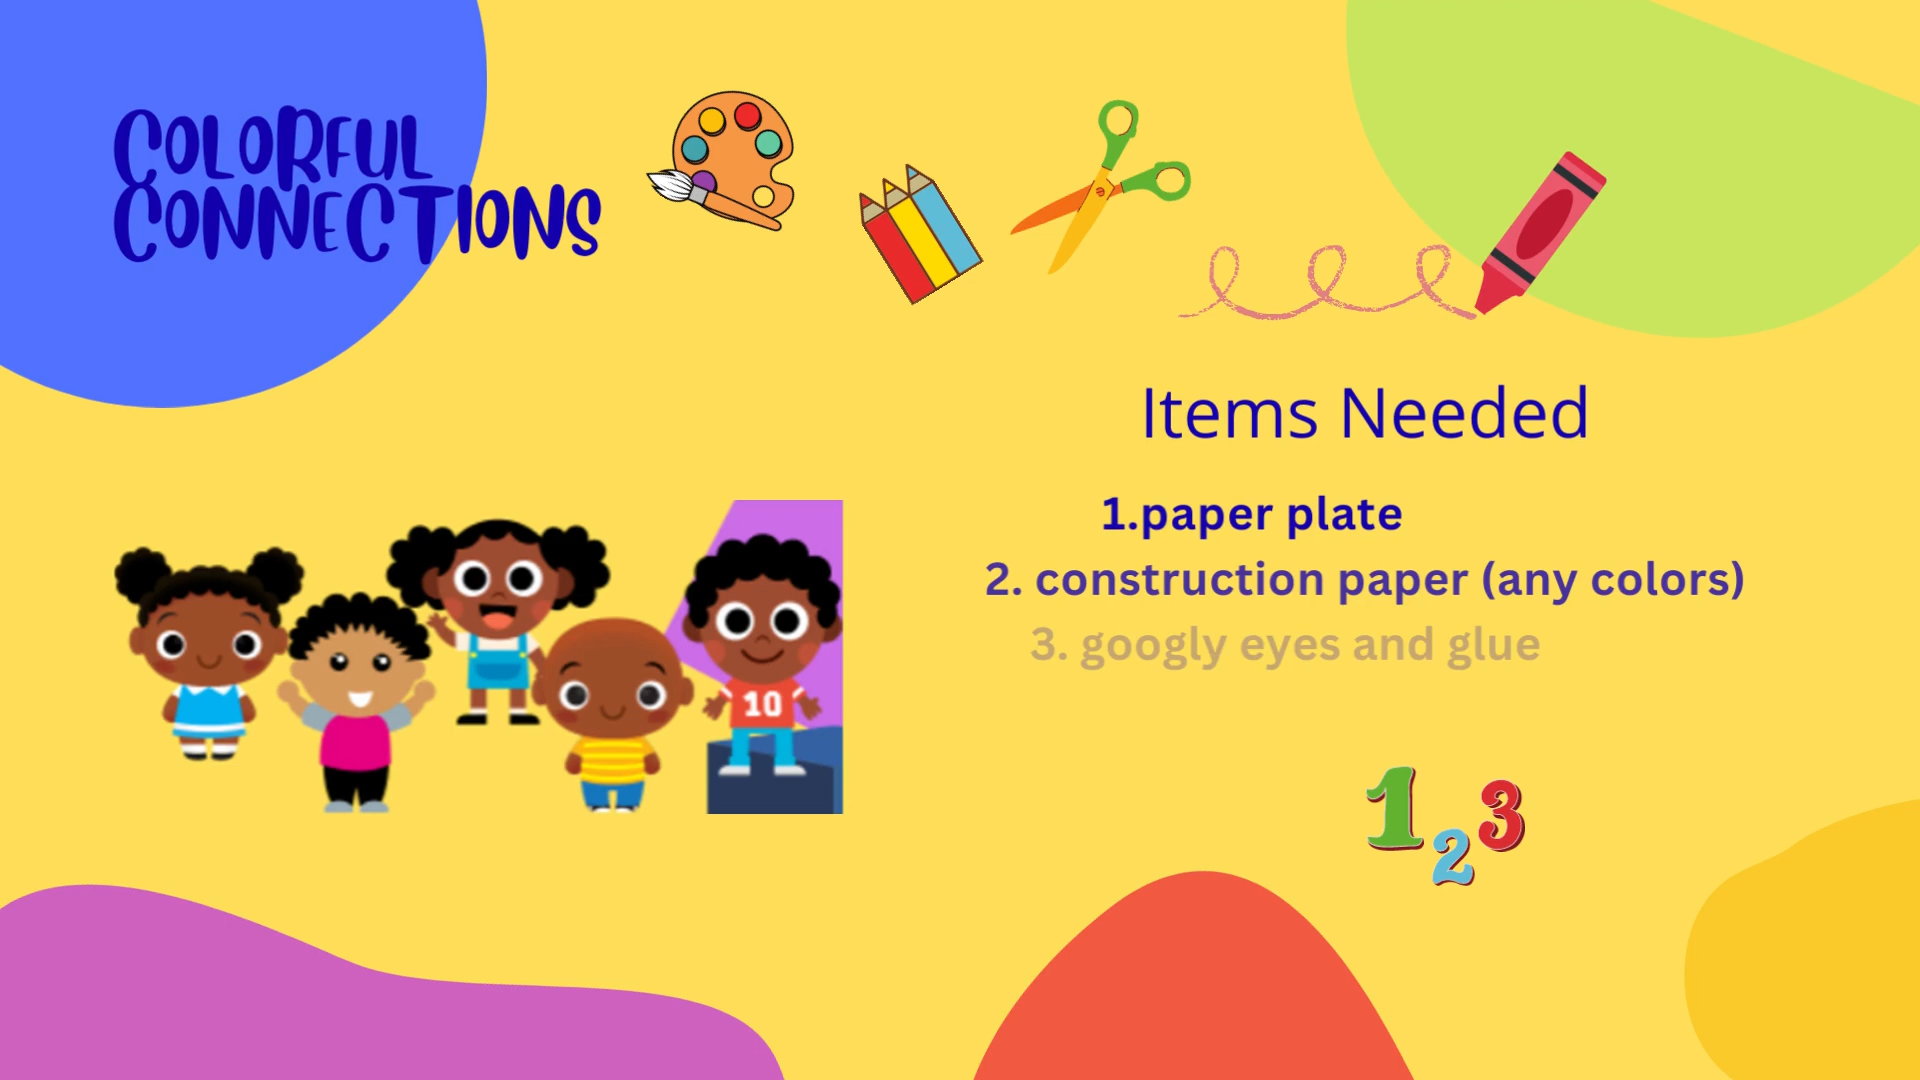 COLORFUL
CONNECTIONS
Items Needed
1.paper plate
2. construction paper (any colors)
3. googly eyes and glue
10
1 2 3